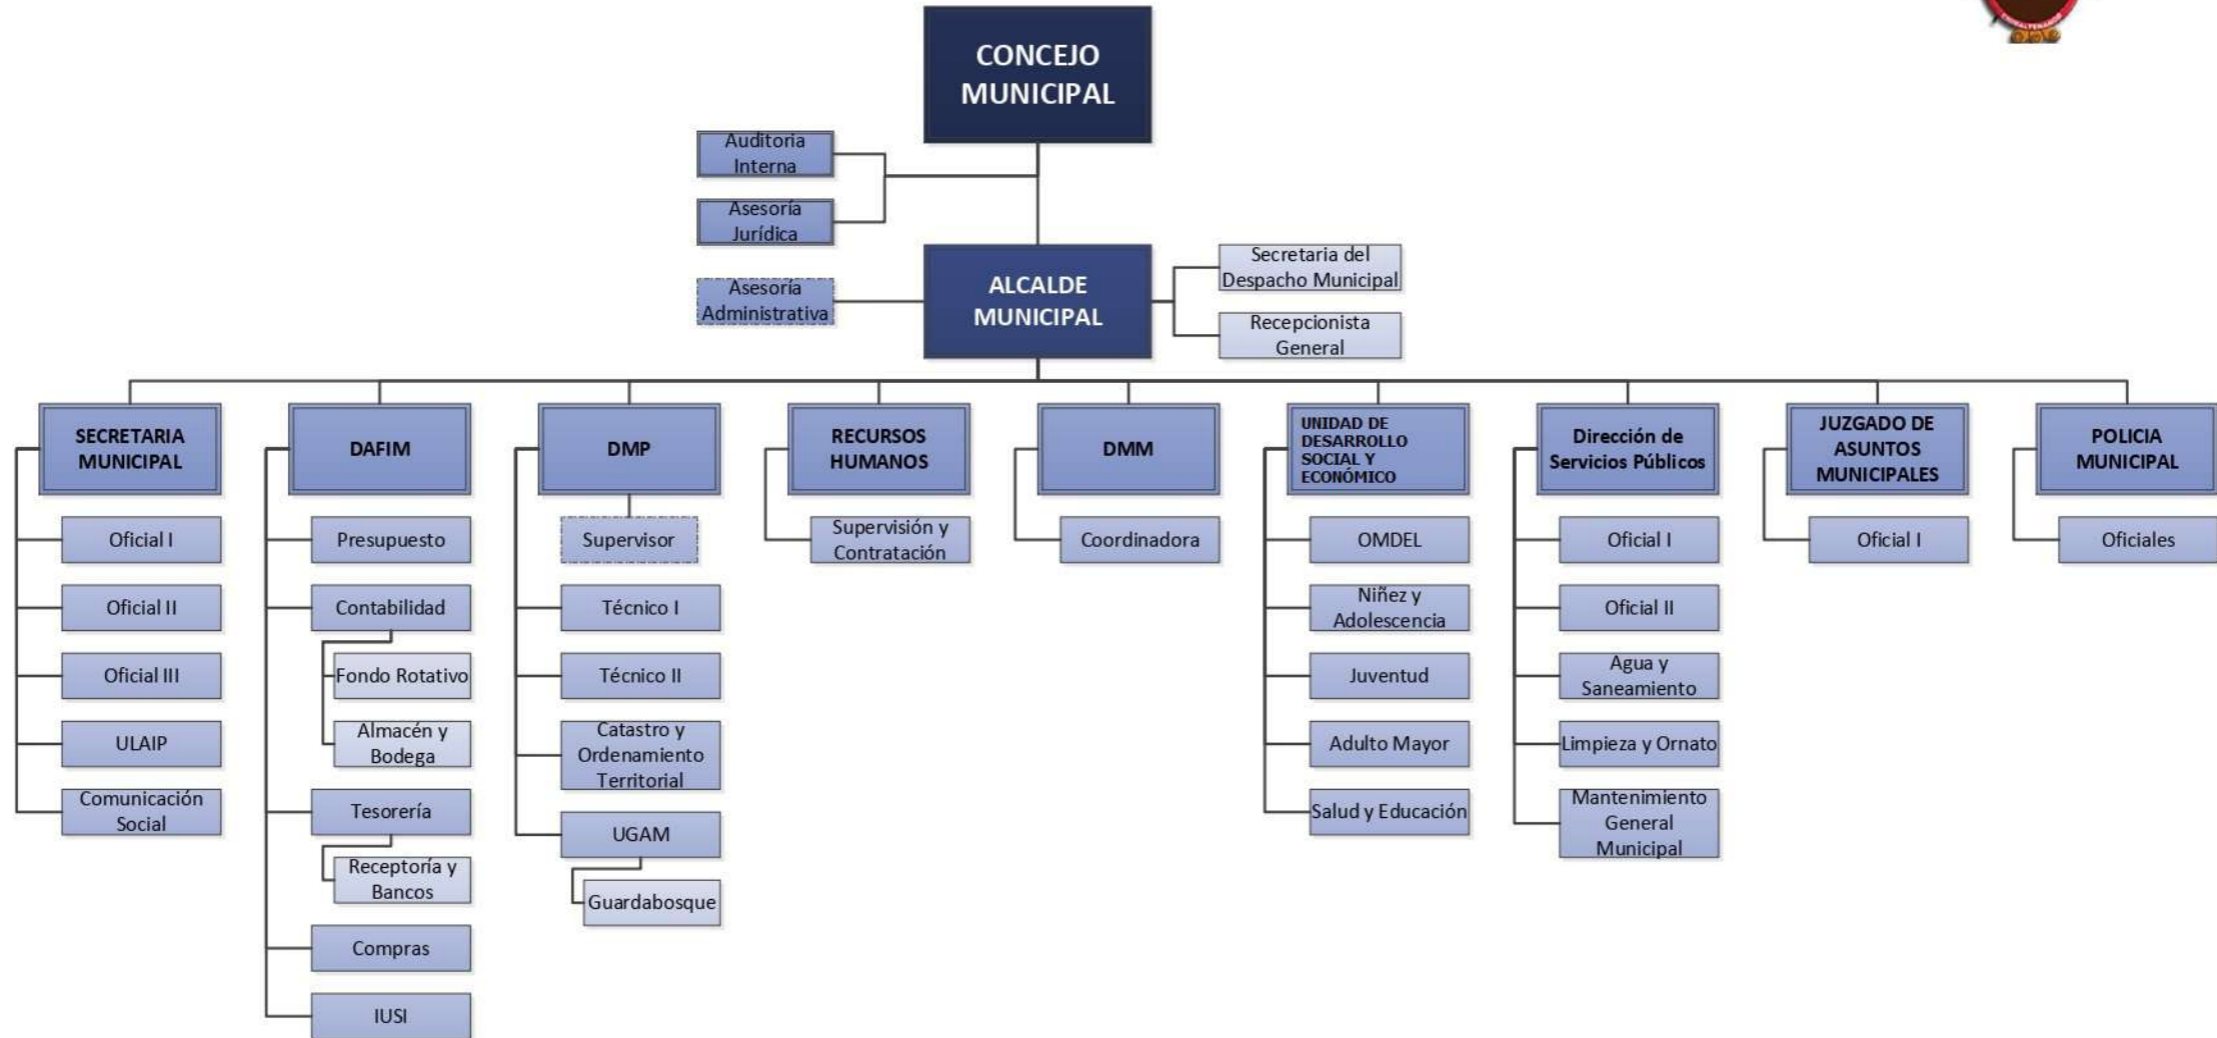 CONCEJO
MUNICIPAL
Auditoria
Interna
Asesoría
Jurídica
Asesoría
Administrativa
ALCALDE
MUNICIPAL
Secretaria del
Despacho Municipal
Recepcionista
General
SECRETARIA
MUNICIPAL
Oficial I
Oficial II
Oficial III
ULAIP
Comunicación
Social
DAFIM
Presupuesto
Contabilidad
Fondo Rotativo
Almacén y
Bodega
Tesorería
Receptoría y
Bancos
Compras
IUSI
DMP
Supervisor
Técnico I
Técnico II
Catastro y
Ordenamiento
Territorial
UGAM
Guardabosque
RECURSOS
HUMANOS
Supervisión y
Contratación
DMM
Coordinadora
UNIDAD DE
DESARROLLO
SOCIAL Y
ECONÓMICO
OMDEL
Niñez y
Adolescencia
Juventud
Adulto Mayor
Salud y Educación
Dirección de
Servicios Públicos
Oficial I
Oficial II
Agua y
Saneamiento
Limpieza y Ornato
Mantenimiento
General
Municipal
JUZGADO DE
ASUNTOS
MUNICIPALES
Oficial I
POLICIA
MUNICIPAL
Oficiales